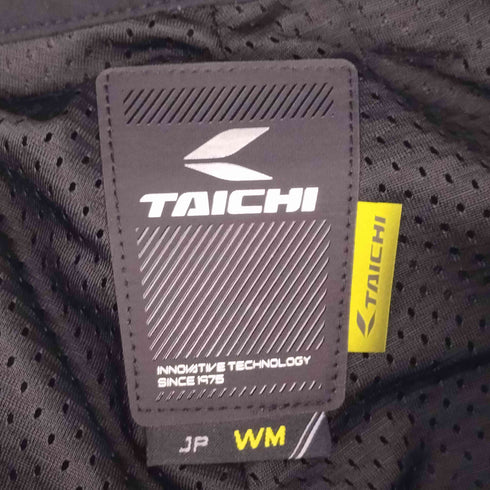 TAICHI
TAICHI
INNOVATIVE TECHNOLOGY
SINCE 1975
JP WM